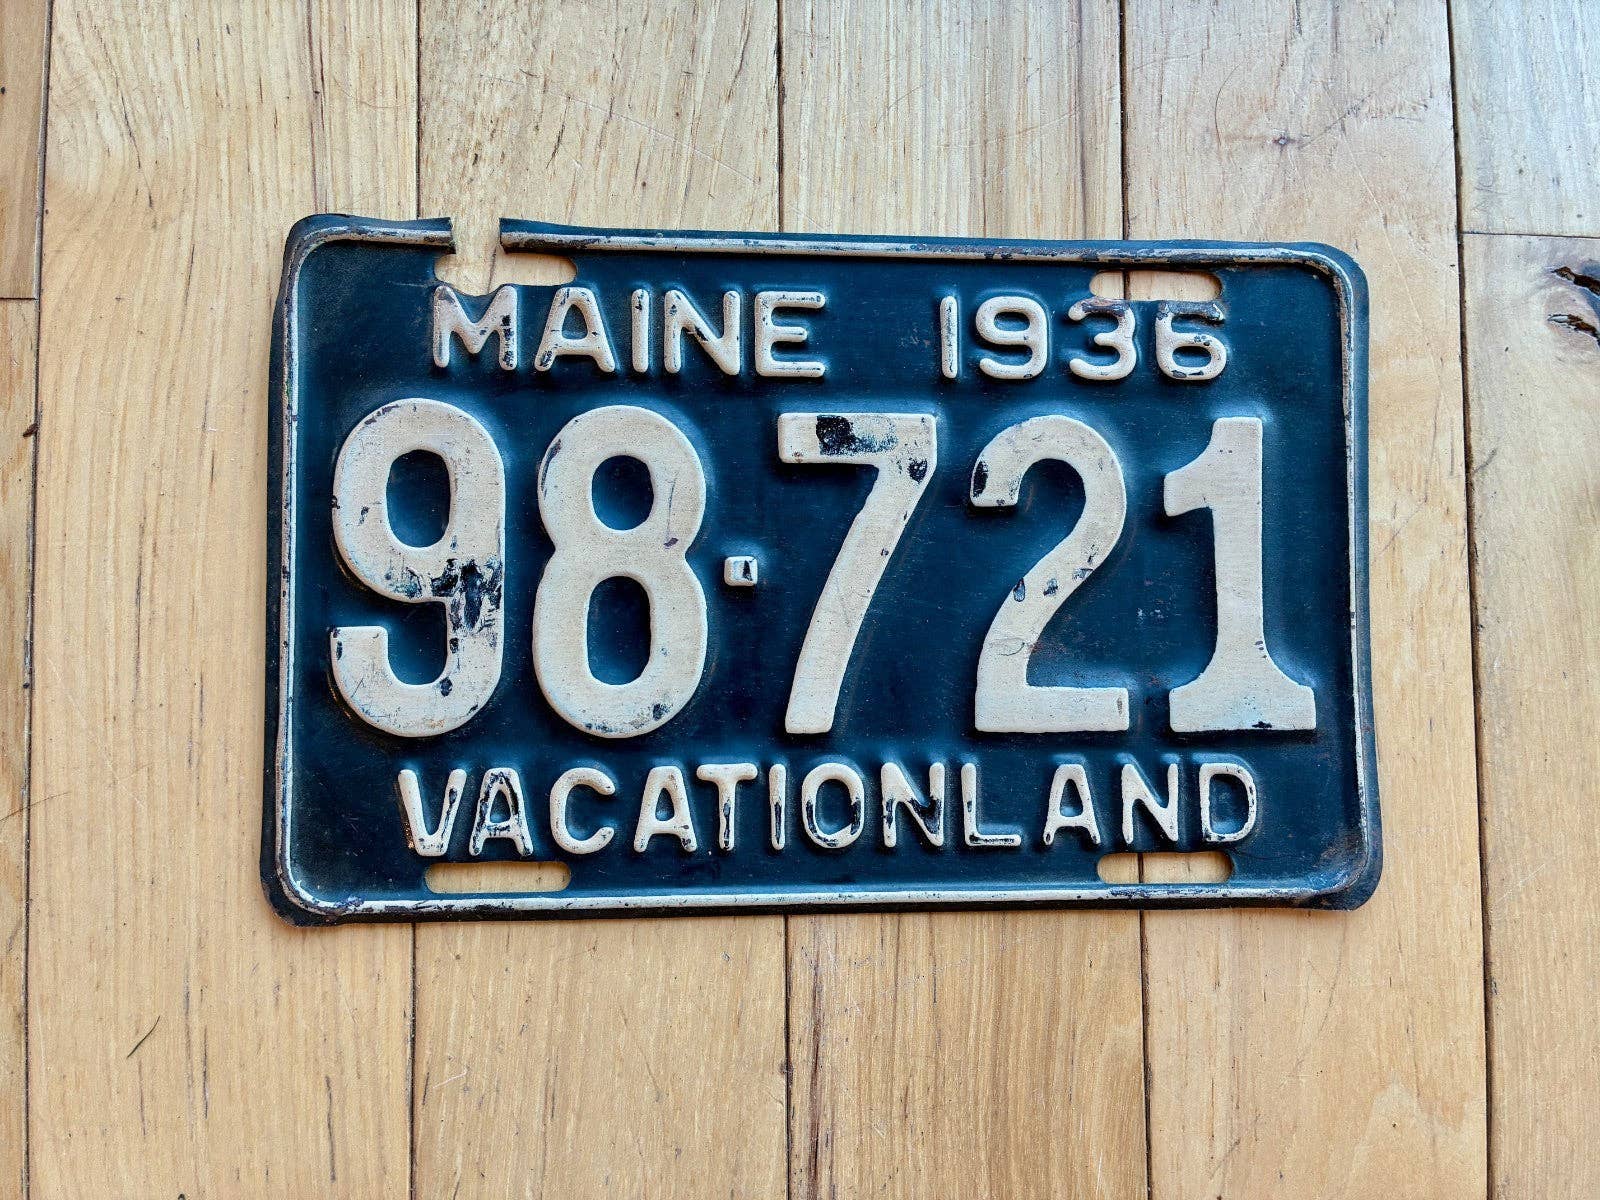 MAINE 1936
98·721
VACATIONLAND